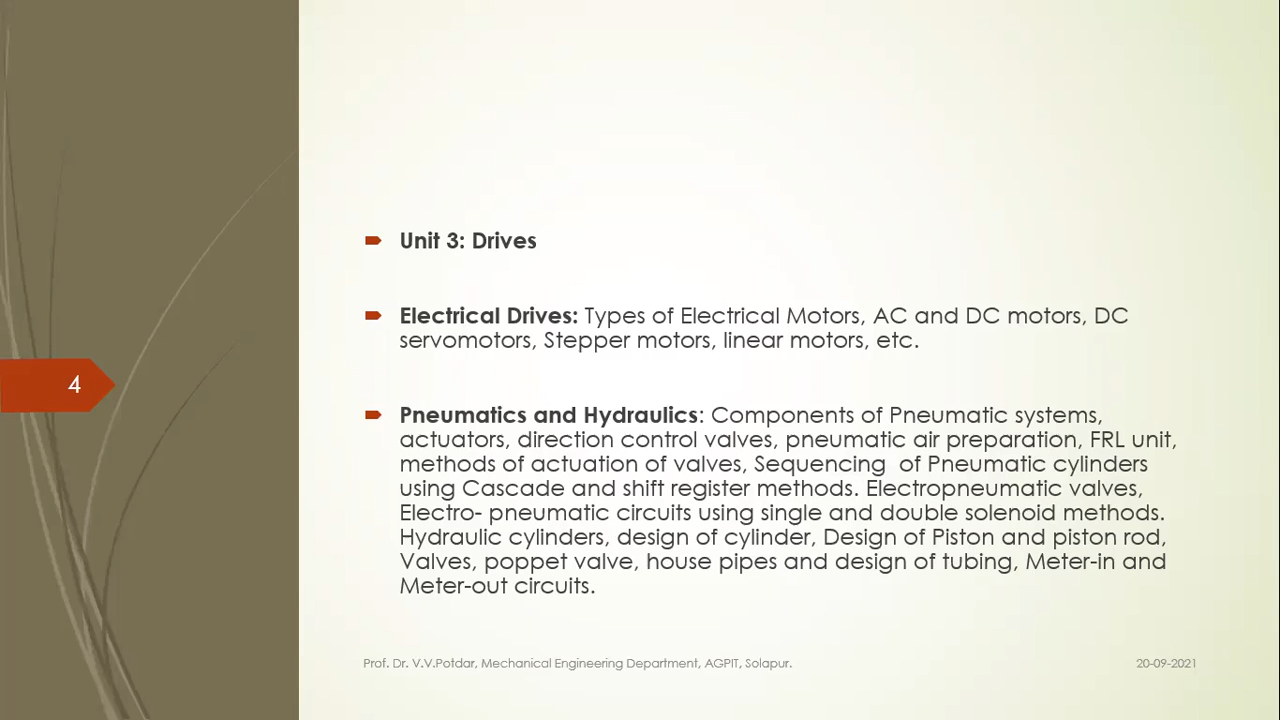 Unit 3: Drives
Electrical Drives: Types of Electrical Motors, AC and DC motors, DC
servomotors, Stepper motors, linear motors, etc.
4
Pneumatics and Hydraulics: Components of Pneumatic systems,
actuators, direction control valves, pneumatic air preparation, FRL unit,
methods of actuation of valves, Sequencing  of Pneumatic cylinders
using Cascade and shift register methods. Electropneumatic valves,
Electro- pneumatic circuits using single and double solenoid methods.
Hydraulic cylinders, design of cylinder, Design of Piston and piston rod,
Valves, poppet valve, house pipes and design of tubing, Meter-in and
Meter-out circuits.
Prof. Dr. V.V.Potdar, Mechanical Engineering Department, AGPIT, Solapur.
20-09-2021